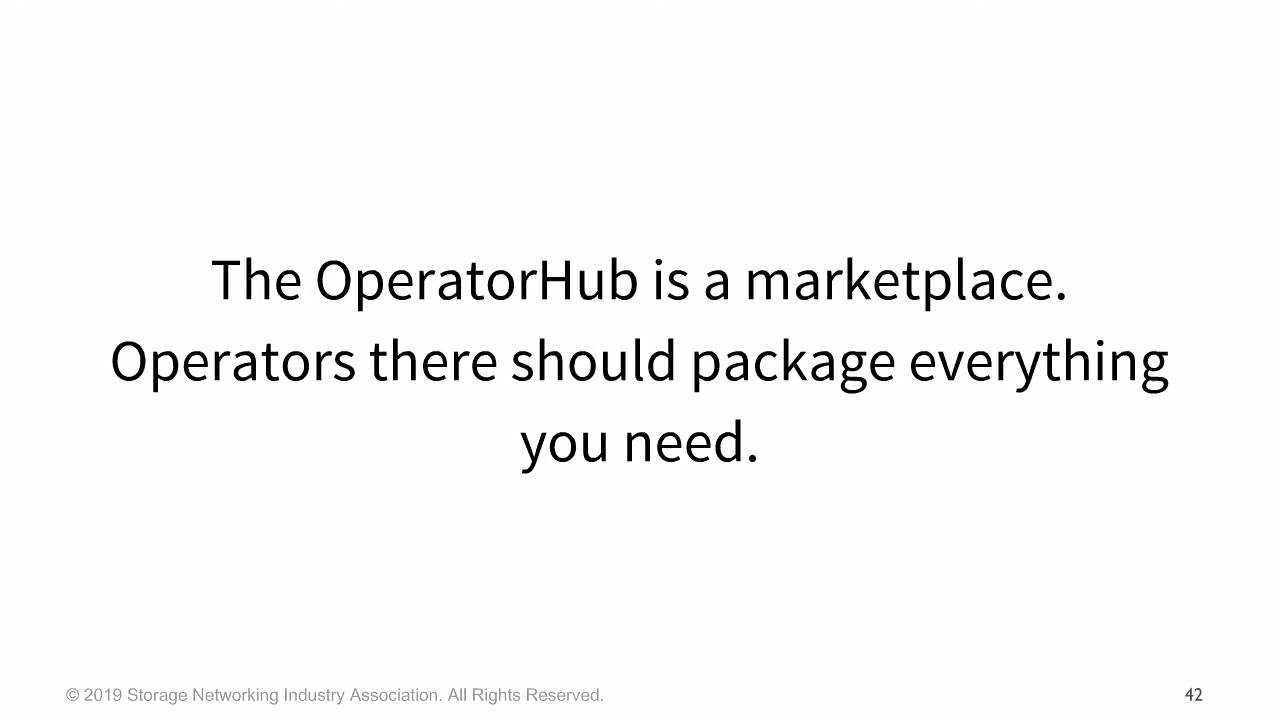 The OperatorHub is a marketplace.
Operators there should package everything
you need.
© 2019 Storage Networking Industry Association. All Rights Reserved.
42